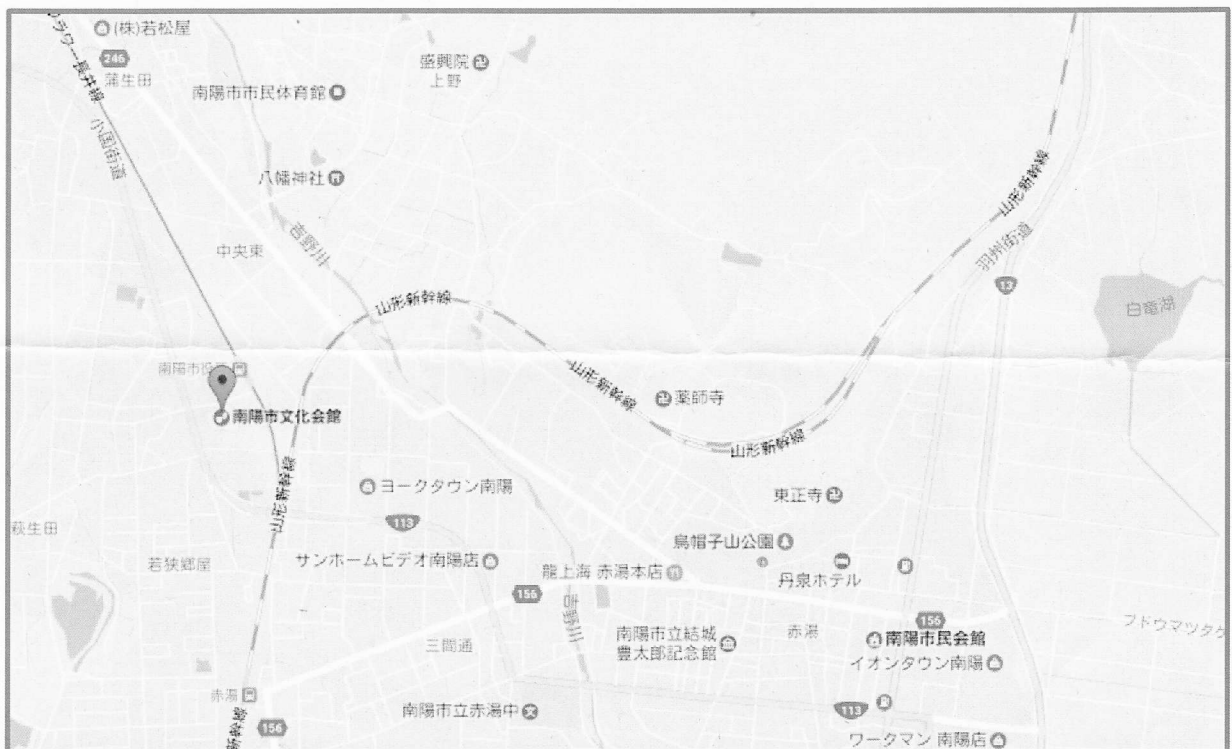 (株)若松屋
フラワー長井線
246
蒲生田
盛興院
上野
南陽市市民体育館
小国街道
八幡神社
山形新幹線
吉野川
中央東
羽州街道
13
山形新幹線
白竜湖
南陽市役所
山形新幹線
薬師寺
南陽市文化会館
山形新幹線
山形新幹線
ヨークタウン南陽
東正寺
萩生田
113
烏帽子山公園
若狭郷屋
サンホームビデオ南陽店
龍上海 赤湯本店
丹泉ホテル
156
吉野川
156
ブドウマツタケ
三間通
南陽市立結城
豊太郎記念館
赤湯
南陽市民会館
イオンタウン南陽
赤湯
南陽市立赤湯中
113
156
新幹線
ワークマン 南陽店